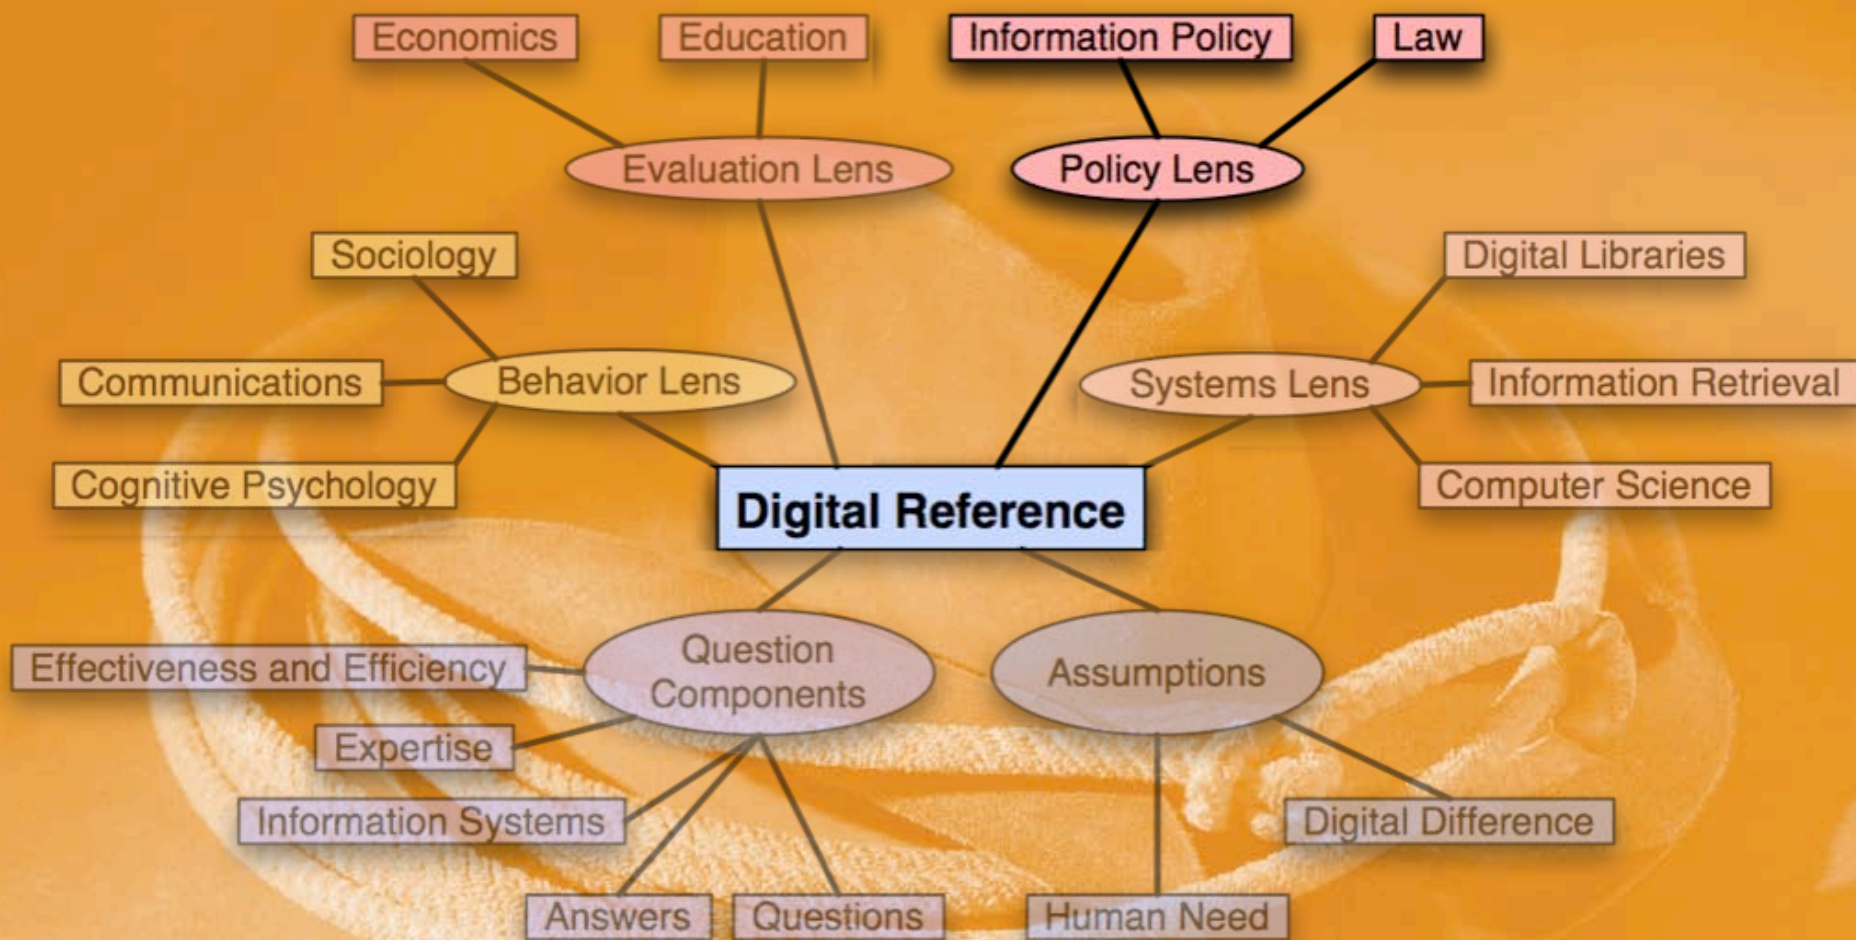 Economics
Education
Information Policy
Law
Evaluation Lens
Policy Lens
Sociology
Digital Libraries
Communications
Behavior Lens
Systems Lens
Information Retrieval
Cognitive Psychology
Digital Reference
Computer Science
Effectiveness and Efficiency
Question
Components
Assumptions
Expertise
Information Systems
Digital Difference
Answers
Questions
Human Need